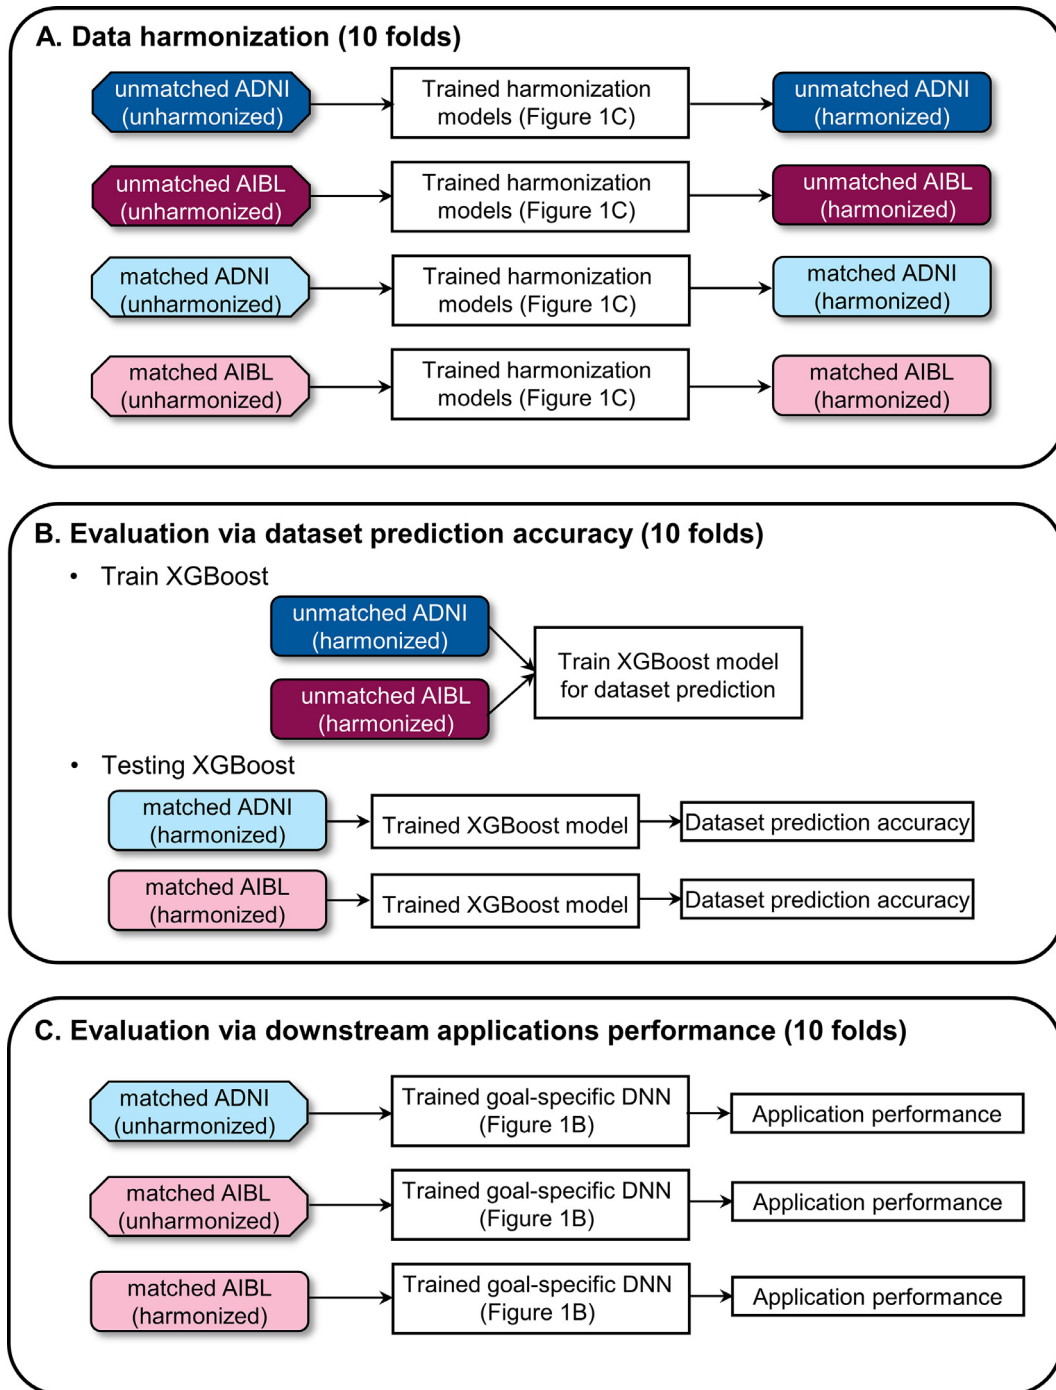 A. Data harmonization (10 folds)
unmatched ADNI
(unharmonized)
Trained harmonization
models (Figure 1C)
unmatched ADNI
(harmonized)
unmatched AIBL
(unharmonized)
Trained harmonization
models (Figure 1C)
unmatched AIBL
(harmonized)
matched ADNI
(unharmonized)
Trained harmonization
models (Figure 1C)
matched ADNI
(harmonized)
matched AIBL
(unharmonized)
Trained harmonization
models (Figure 1C)
matched AIBL
(harmonized)
B. Evaluation via dataset prediction accuracy (10 folds)
• Train XGBoost
unmatched ADNI
(harmonized)
unmatched AIBL
(harmonized)
Train XGBoost model
for dataset prediction
• Testing XGBoost
matched ADNI
(harmonized)
Trained XGBoost model
Dataset prediction accuracy
matched AIBL
(harmonized)
Trained XGBoost model
Dataset prediction accuracy
C. Evaluation via downstream applications performance (10 folds)
matched ADNI
(unharmonized)
Trained goal-specific DNN
(Figure 1B)
Application performance
matched AIBL
(unharmonized)
Trained goal-specific DNN
(Figure 1B)
Application performance
matched AIBL
(harmonized)
Trained goal-specific DNN
(Figure 1B)
Application performance